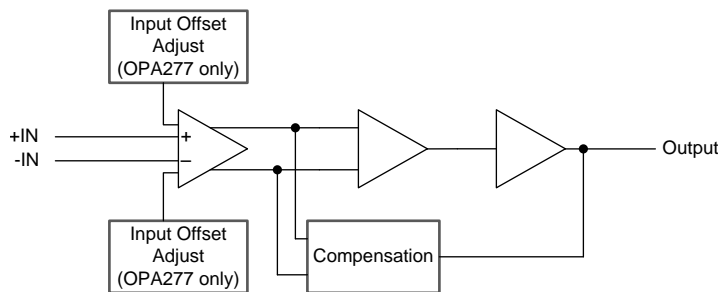 Input Offset
Adjust
(OPA277 only)
+IN
-IN
+
−
Output
Input Offset
Adjust
(OPA277 only)
Compensation